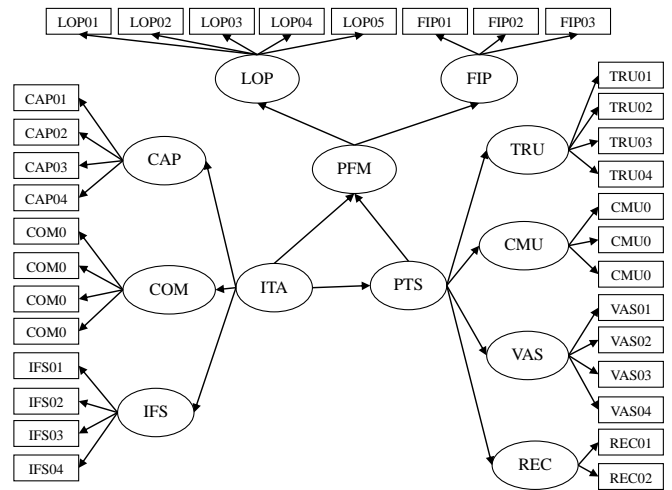 LOP01 LOP02 LOP03 LOP04 LOP05 FIP01 FIP02 FIP03
LOP FIP
CAP01
CAP02
CAP03
CAP04
CAP
PFM
TRU
TRU01
TRU02
TRU03
TRU04
COM0
COM0
COM0
COM0
COM
ITA
PTS
CMU
CMU0
CMU0
CMU0
IFS01
IFS02
IFS03
IFS04
IFS
VAS
VAS01
VAS02
VAS03
VAS04
REC
REC01
REC02